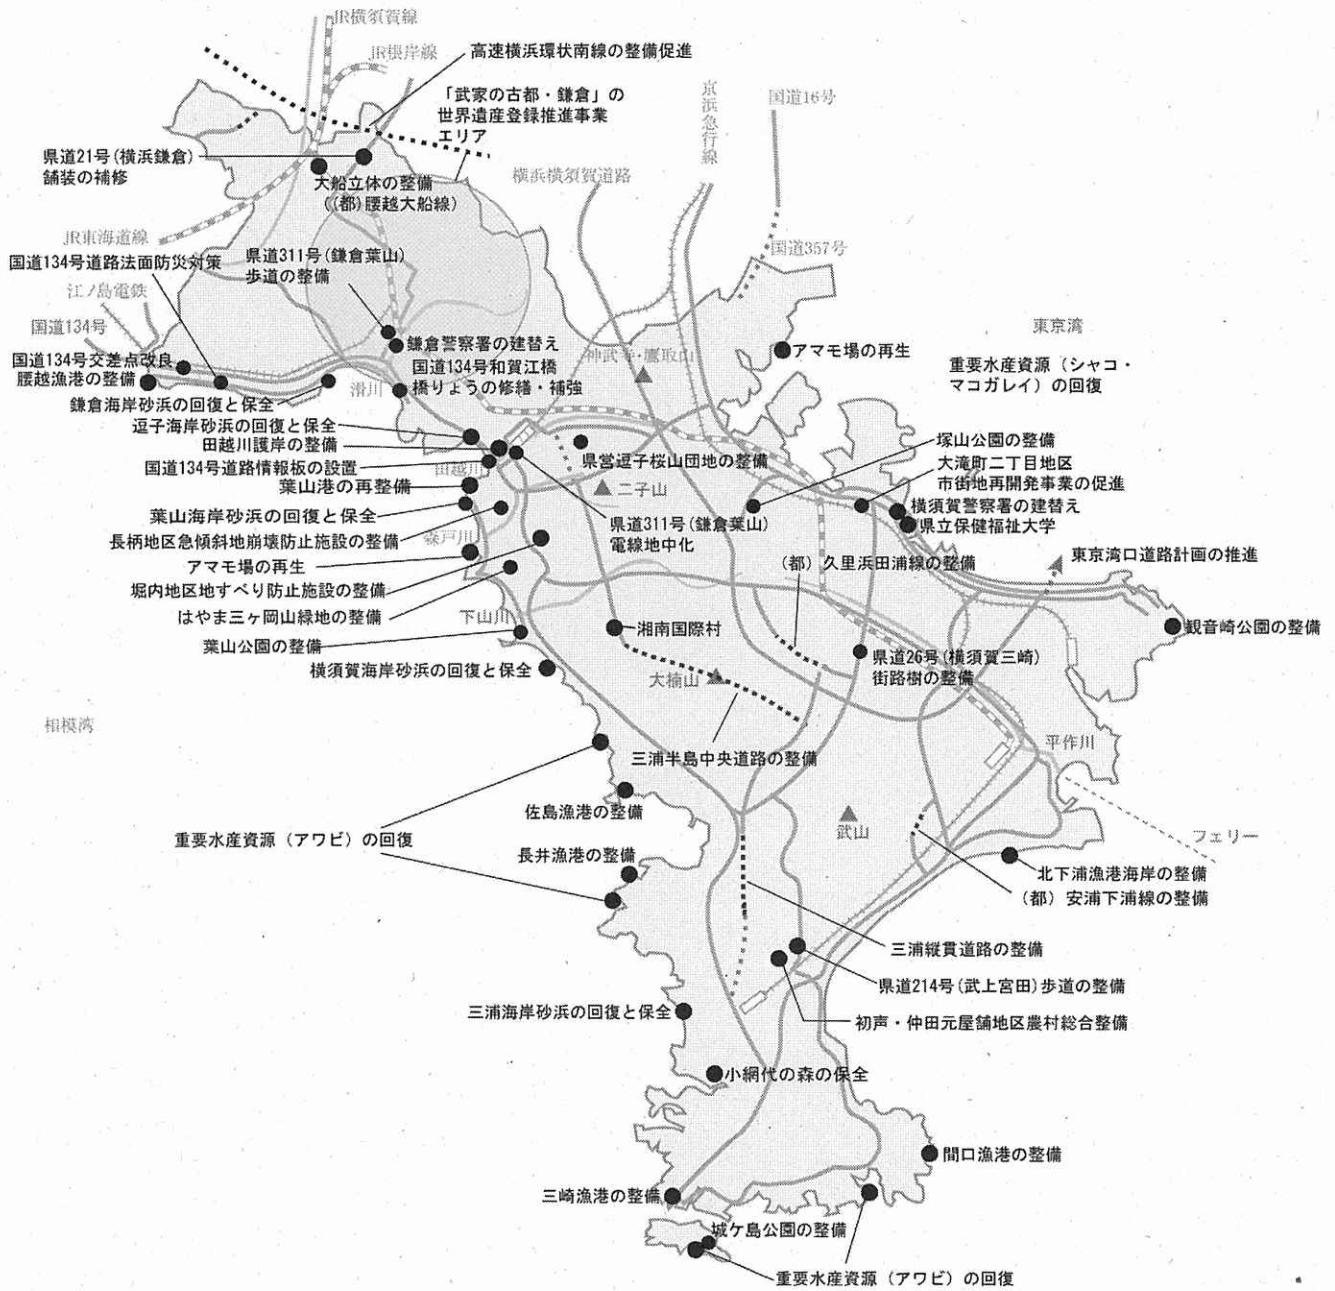 JR横須賀線
JR根岸線
高速横浜環状南線の整備促進
「武家の古都・鎌倉」の
世界遺産登録推進事業
エリア
京浜急行線
国道16号
県道21号(横浜鎌倉)
舗装の補修
大船立体の整備
((都)腰越大船線)
横浜横須賀道路
JR東海道線
国道134号道路法面防災対策
県道311号(鎌倉葉山)
歩道の整備
国道357号
江ノ島電鉄
国道134号
東京湾
鎌倉警察署の建替え
神武寺・鷹取山
アマモ場の再生
国道134号交差点改良
腰越漁港の整備
国道134号和賀江橋
橋りょうの修繕・補強
重要水産資源(シャコ・
マコガレイ)の回復
鎌倉海岸砂浜の回復と保全
滑川
逗子海岸砂浜の回復と保全
田越川護岸の整備
塚山公園の整備
国道134号道路情報板の設置
田越川
県営逗子桜山団地の整備
大滝町二丁目地区
市街地再開発事業の促進
葉山港の再整備
二子山
葉山海岸砂浜の回復と保全
県道311号(鎌倉葉山)
電線地中化
横須賀警察署の建替え
県立保健福祉大学
長柄地区急傾斜地崩壊防止施設の整備
森戸川
アマモ場の再生
(都)久里浜田浦線の整備
東京湾口道路計画の推進
堀内地区地すべり防止施設の整備
はやま三ヶ岡山緑地の整備
下山川
湘南国際村
観音崎公園の整備
葉山公園の整備
横須賀海岸砂浜の回復と保全
大楠山
県道26号(横須賀三崎)
街路樹の整備
相模湾
三浦半島中央道路の整備
平作川
佐島漁港の整備
重要水産資源(アワビ)の回復
武山
フェリー
長井漁港の整備
北下浦漁港海岸の整備
(都)安浦下浦線の整備
三浦縦貫道路の整備
県道214号(武上宮田)歩道の整備
三浦海岸砂浜の回復と保全
初声・仲田元屋舗地区農村総合整備
小網代の森の保全
間口漁港の整備
三崎漁港の整備
城ケ島公園の整備
重要水産資源(アワビ)の回復